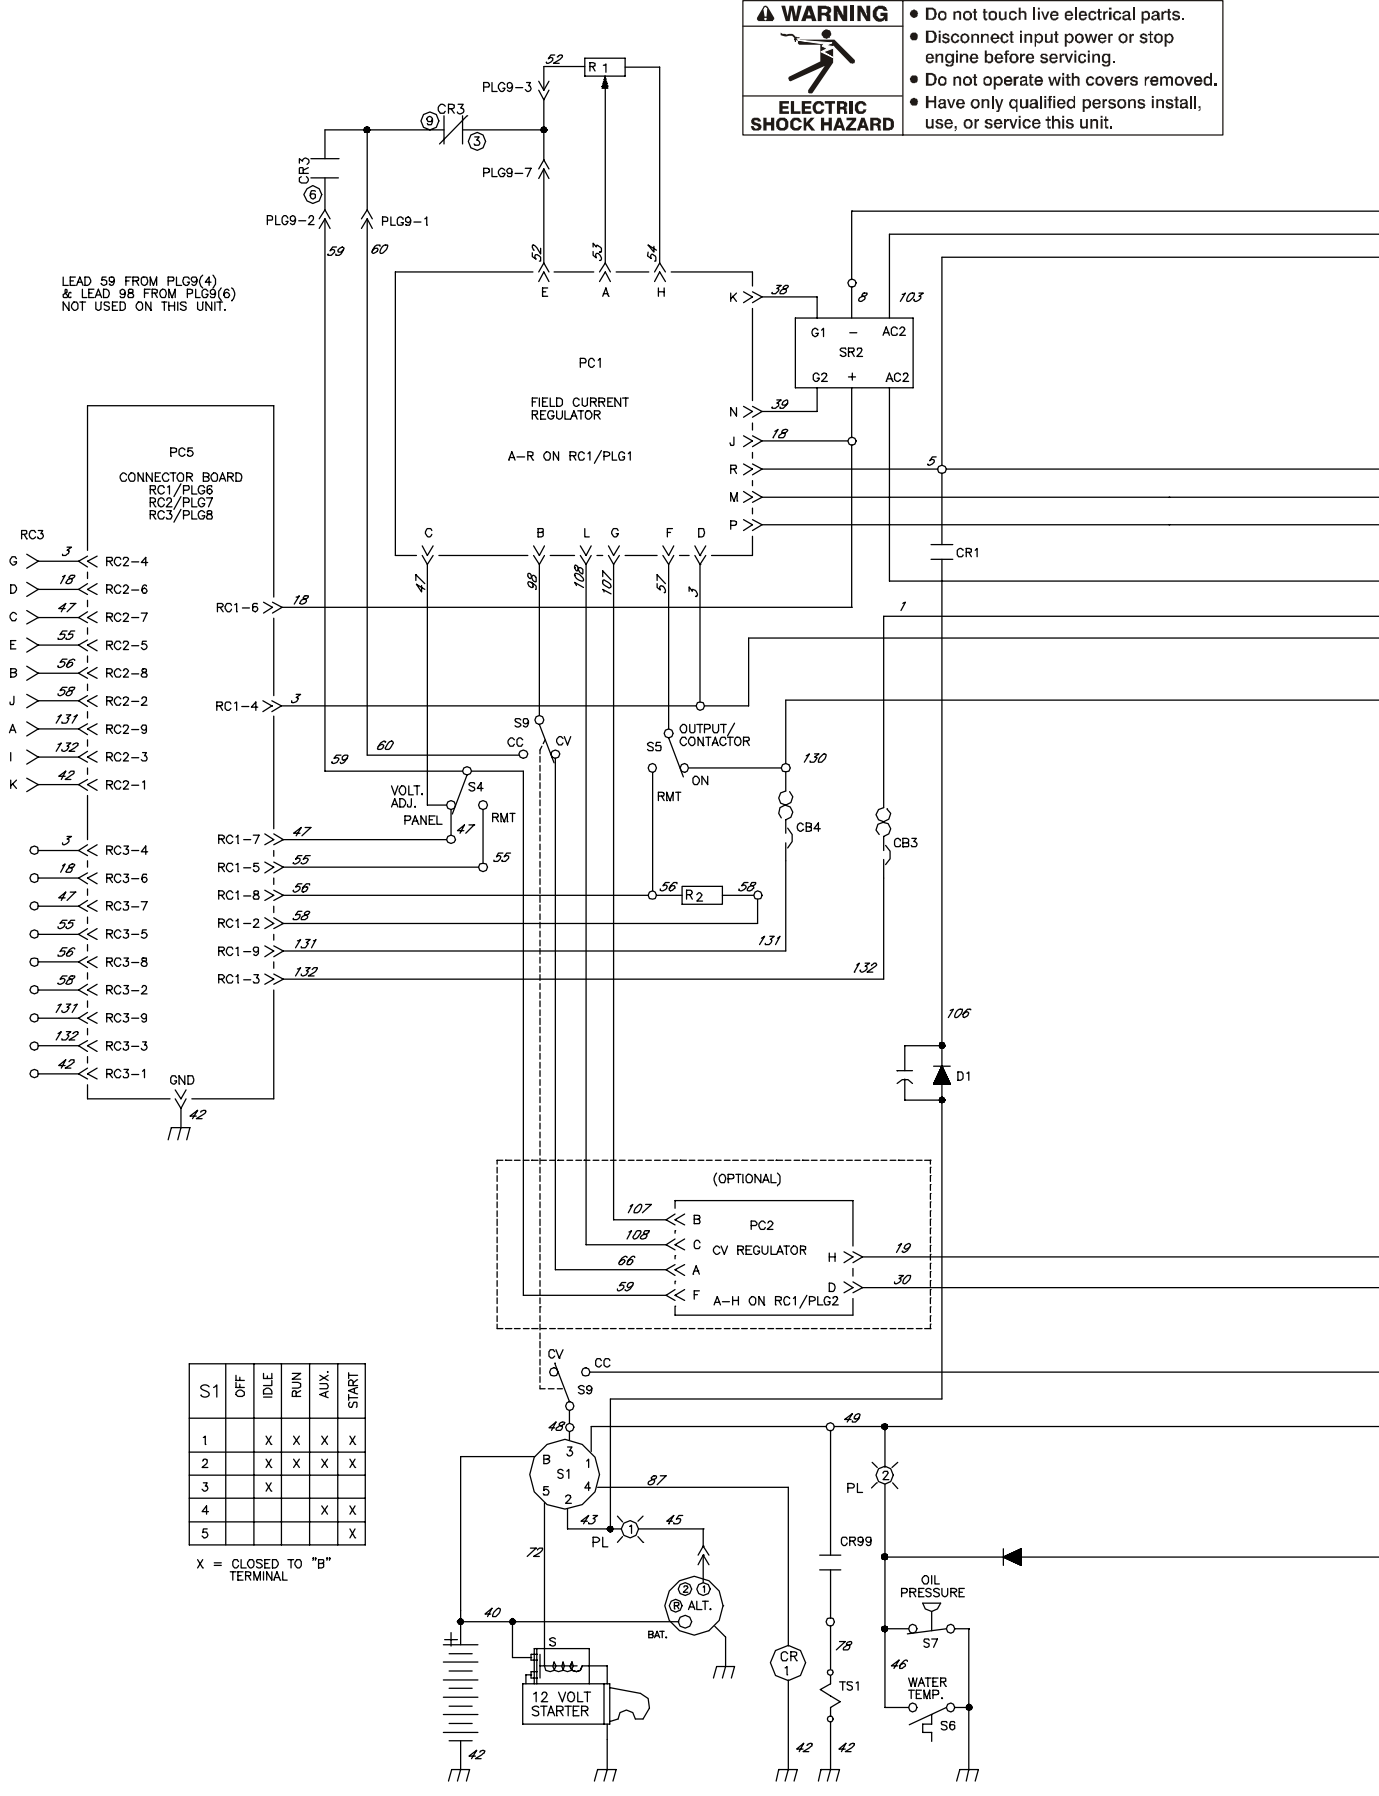 ⚠ WARNING
ELECTRIC
SHOCK HAZARD
• Do not touch live electrical parts.
• Disconnect input power or stop
engine before servicing.
• Do not operate with covers removed.
• Have only qualified persons install,
use, or service this unit.
52
R 1
PLG9-3
CR3
9
3
CR3
6
PLG9-7
PLG9-2
PLG9-1
59
60
52
53
54
E
A
H
LEAD 59 FROM PLG9(4)
& LEAD 98 FROM PLG9(6)
NOT USED ON THIS UNIT.
K
38
8
103
G1
–
AC2
SR2
G2
+
AC2
PC1
FIELD CURRENT
REGULATOR
A-R ON RC1/PLG1
N
39
J
18
R
5
M
P
C
B
L
G
F
D
47
98
108
107
57
3
CR1
PC5
CONNECTOR BOARD
RC1/PLG6
RC2/PLG7
RC3/PLG8
RC3
G 3 RC2-4
D 18 RC2-6
C 47 RC2-7
E 55 RC2-5
B 56 RC2-8
J 58 RC2-2
A 131 RC2-9
I 132 RC2-3
K 42 RC2-1
3 RC3-4
18 RC3-6
47 RC3-7
55 RC3-5
56 RC3-8
58 RC3-2
131 RC3-9
132 RC3-3
42 RC3-1
RC1-6 18
RC1-4 3
RC1-7 47
RC1-5 55
RC1-8 56
RC1-2 58
RC1-9 131
RC1-3 132
GND
42
1
S9
CC
CV
60
59
S4
VOLT.
ADJ.
PANEL
RMT
47
55
OUTPUT/
CONTACTOR
S5
ON
RMT
130
CB4
CB3
56
R2
58
131
132
106
D1
(OPTIONAL)
107
B
PC2
108
C
CV REGULATOR
H
19
66
A
D
30
59
F
A-H ON RC1/PLG2
CV
CC
S9
48
S1 OFF IDLE RUN AUX. START
1 X X X X
2 X X X X
3 X
4 X X
5 X
X = CLOSED TO "B"
TERMINAL
B
3
1
S1
4
5
2
49
87
43
PL
1
45
72
PL
2
CR99
OIL
PRESSURE
S7
2
1
R
ALT.
BAT.
40
+
S
12 VOLT
STARTER
CR
1
78
TS1
46
WATER
TEMP.
S6
42
42
42